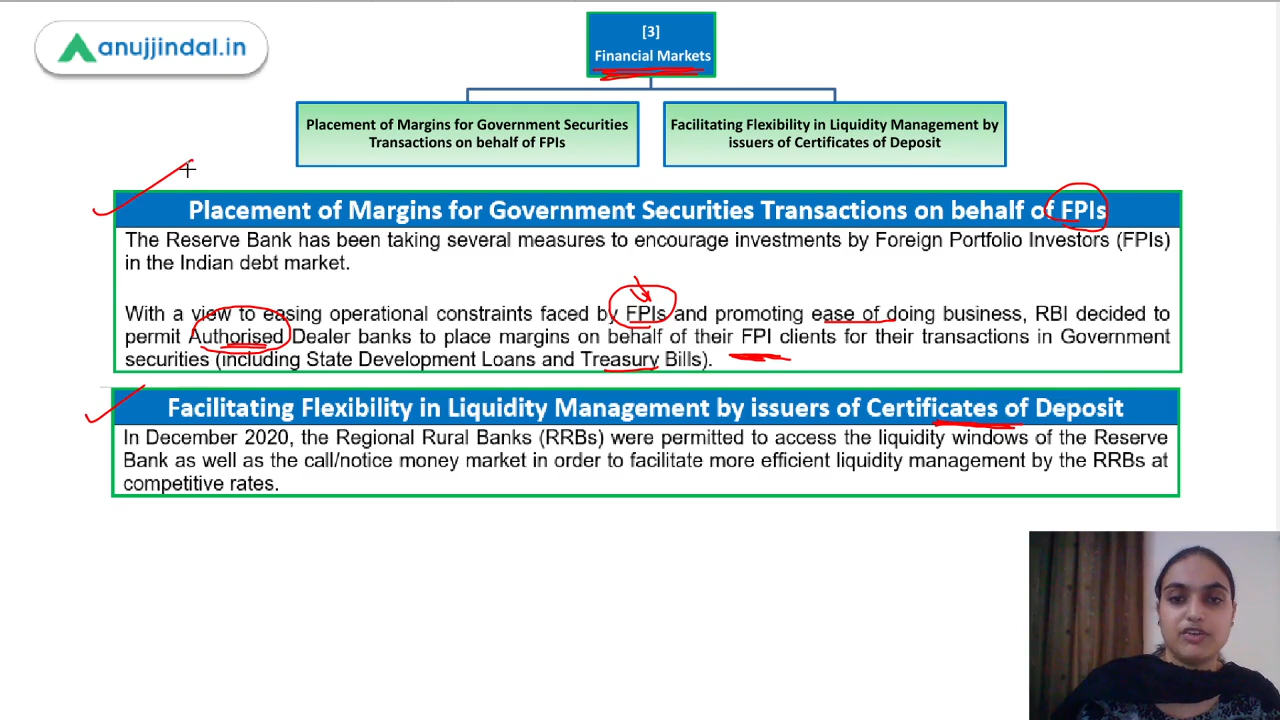 anujjindal.in
[3]
Financial Markets
Placement of Margins for Government Securities
Transactions on behalf of FPIs
Facilitating Flexibility in Liquidity Management by
issuers of Certificates of Deposit
Placement of Margins for Government Securities Transactions on behalf of FPIs
The Reserve Bank has been taking several measures to encourage investments by Foreign Portfolio Investors (FPIs)
in the Indian debt market.
With a view to easing operational constraints faced by FPIs and promoting ease of doing business, RBI decided to
permit Authorised Dealer banks to place margins on behalf of their FPI clients for their transactions in Government
securities (including State Development Loans and Treasury Bills).
Facilitating Flexibility in Liquidity Management by issuers of Certificates of Deposit
In December 2020, the Regional Rural Banks (RRBs) were permitted to access the liquidity windows of the Reserve
Bank as well as the call/notice money market in order to facilitate more efficient liquidity management by the RRBs at
competitive rates.